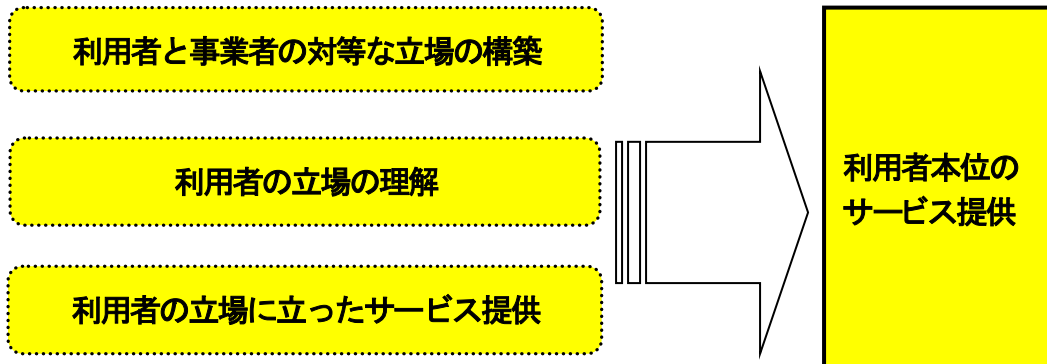 利用者と事業者の対等な立場の構築
利用者の立場の理解
利用者の立場に立ったサービス提供
利用者本位の
サービス提供